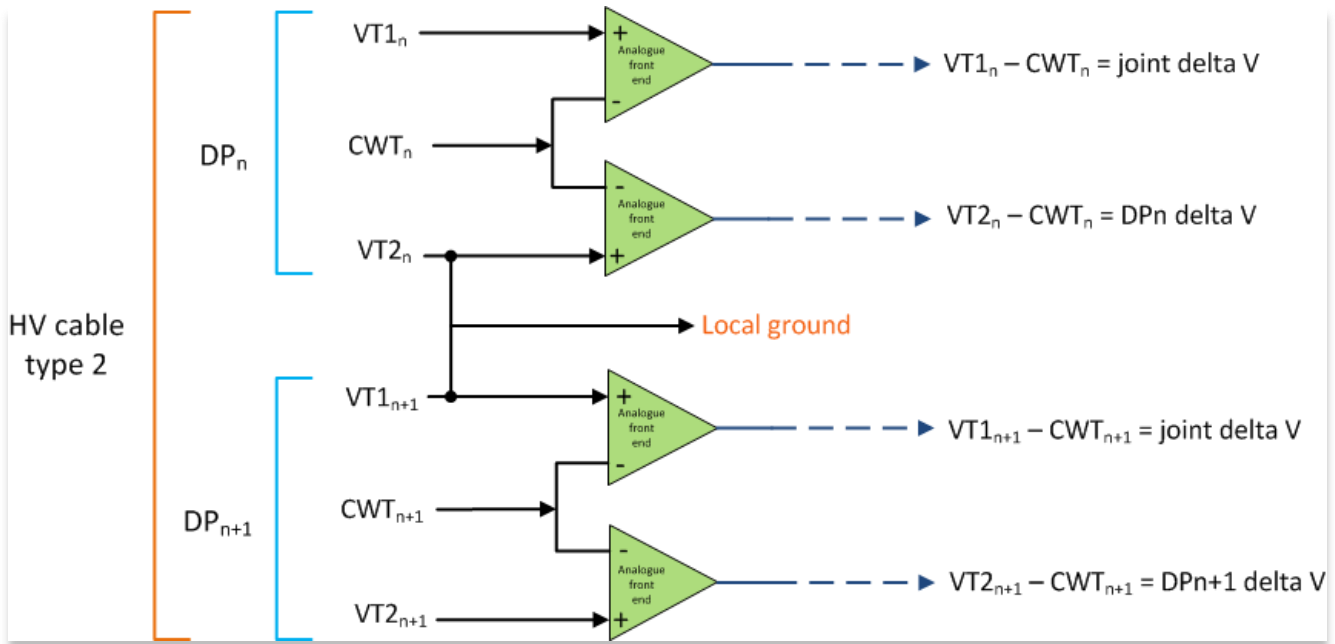 VT1n
+
Analogue
front
end
-
VT1n – CWTn = joint delta V
CWTn
DPn
-
Analogue
front
end
+
VT2n – CWTn = DPn delta V
VT2n
HV cable
type 2
Local ground
VT1n+1
+
Analogue
front
end
-
VT1n+1 – CWTn+1 = joint delta V
CWTn+1
DPn+1
-
Analogue
front
end
+
VT2n+1 – CWTn+1 = DPn+1 delta V
VT2n+1